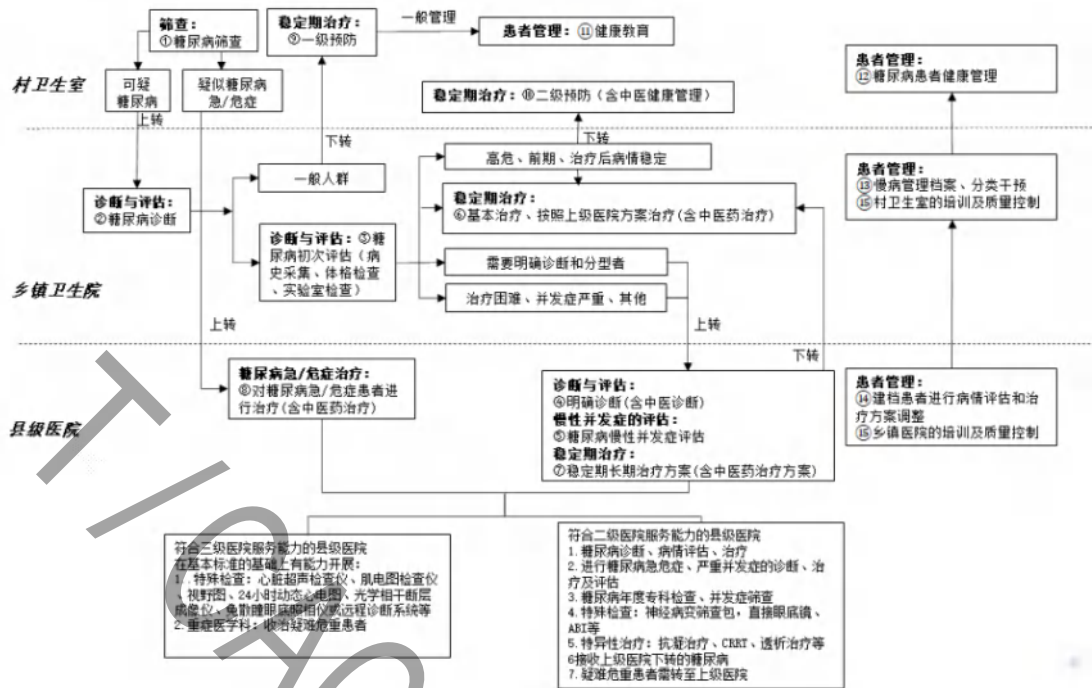 村卫生室
筛查：
①糖尿病筛查
可疑
糖尿病
疑似糖尿病
急/危症
上转
稳定期治疗：
⑨一级预防
一般管理
患者管理：⑪健康教育
稳定期治疗：⑩二级预防（含中医健康管理）
患者管理：
⑫糖尿病患者健康管理
下转
下转
乡镇卫生院
诊断与评估：
②糖尿病诊断
一般人群
诊断与评估：③糖
尿病初次评估（病
史采集、体格检查
、实验室检查）
高危、前期、治疗后病情稳定
稳定期治疗：
⑥基本治疗、按照上级医院方案治疗(含中医药治疗)
需要明确诊断和分型者
治疗困难、并发症严重、其他
患者管理：
⑬慢病管理档案、分类干预
⑮村卫生室的培训及质量控制
上转
上转
下转
县级医院
糖尿病急/危症治疗：
⑧对糖尿病急/危症患者进
行治疗(含中医药治疗)
诊断与评估：
④明确诊断(含中医诊断)
慢性并发症的评估：
⑤糖尿病慢性并发症评估
稳定期治疗：
⑦稳定期长期治疗方案(含中医药治疗方案)
患者管理：
⑭建档患者进行病情评估和治
疗方案调整
⑮乡镇医院的培训及质量控制
符合三级医院服务能力的县级医院
在基本标准的基础上有能力开展：
1. 特殊检查：心脏超声检查仪、肌电图检查仪
、视野图、24小时动态心电图、光学相干断层
成像仪、免散瞳眼底照相仪或远程诊断系统等
2.重症医学科：收治疑难危重患者
符合二级医院服务能力的县级医院
1.糖尿病诊断、病情评估、治疗
2.进行糖尿病急危症、严重并发症的诊断、治
疗及评估
3.糖尿病年度专科检查、并发症筛查
4.特殊检查：神经病变筛查包，直接眼底镜、
ABI等
5.特异性治疗：抗凝治疗、CRRT、透析治疗等
6接收上级医院下转的糖尿病
7.疑难危重患者需转至上级医院
T/CAC